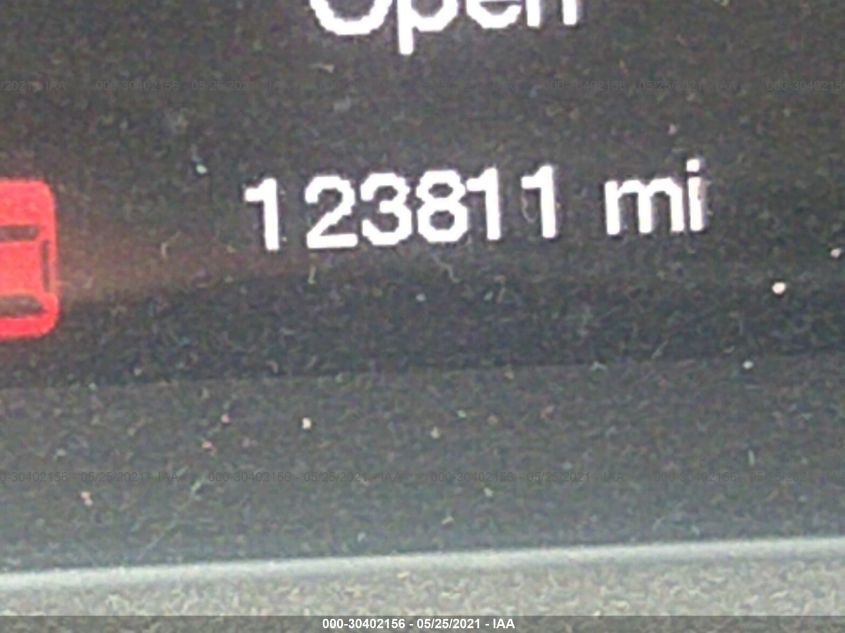 Open
123811 mi
000-30402156 - 05/25/2021 - IAA